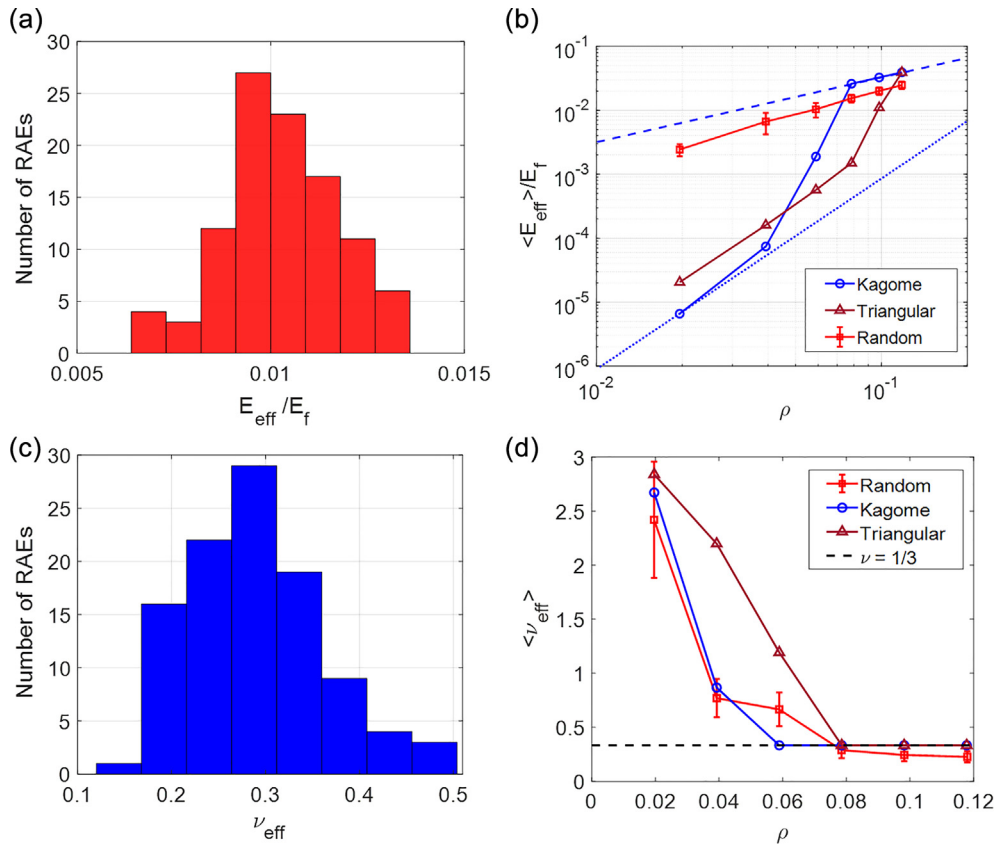 (a)
30
25
20
15
10
5
0
Number of RAEs
0.005
0.01
0.015
E_eff /E_f
(b)
10^-1
10^-2
10^-3
10^-4
10^-5
10^-6
<E_eff>/E_f
Kagome
Triangular
Random
10^-2
10^-1
ρ
(c)
30
25
20
15
10
5
0
Number of RAEs
0.1
0.2
0.3
0.4
0.5
ν_eff
(d)
3
2.5
2
1.5
1
0.5
0
<ν_eff>
Random
Kagome
Triangular
ν = 1/3
0
0.02
0.04
0.06
0.08
0.1
0.12
ρ